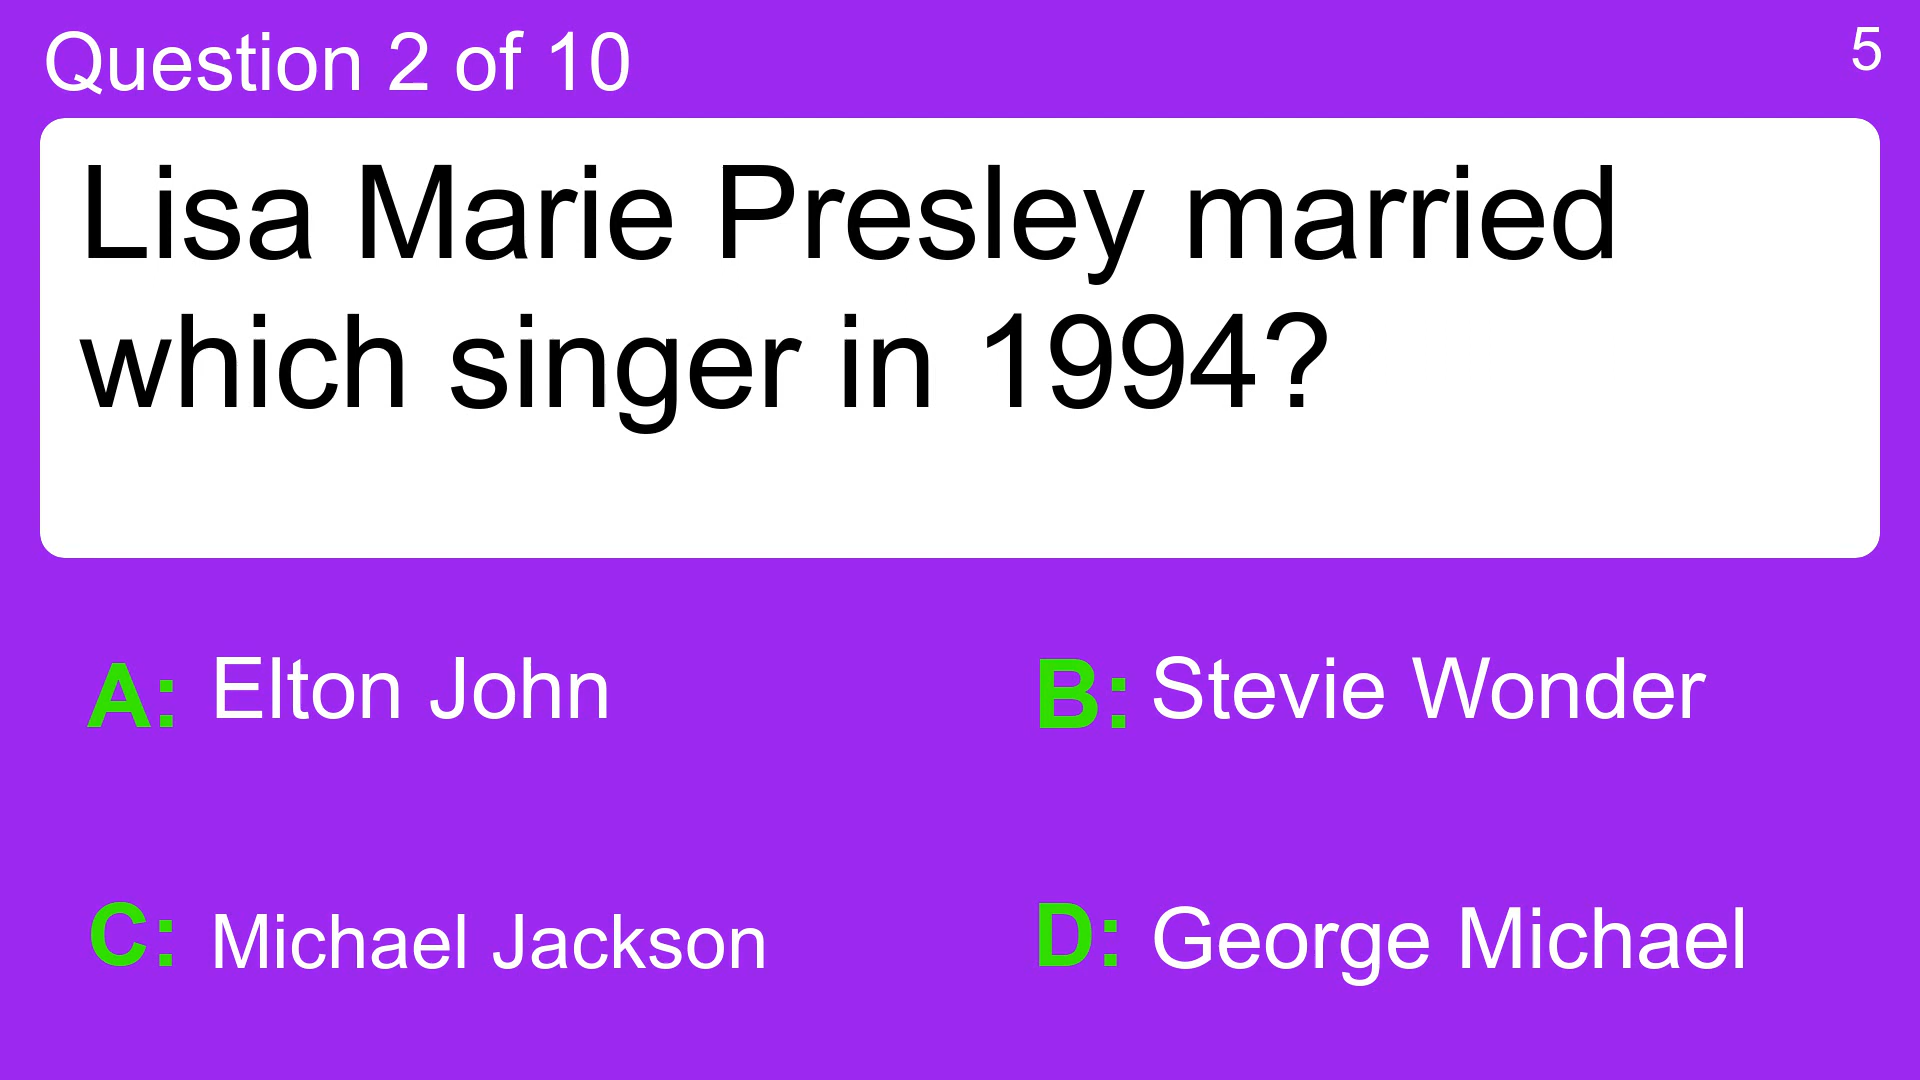 Question 2 of 10
5
Lisa Marie Presley married
which singer in 1994?
A: Elton John
B: Stevie Wonder
C: Michael Jackson
D: George Michael